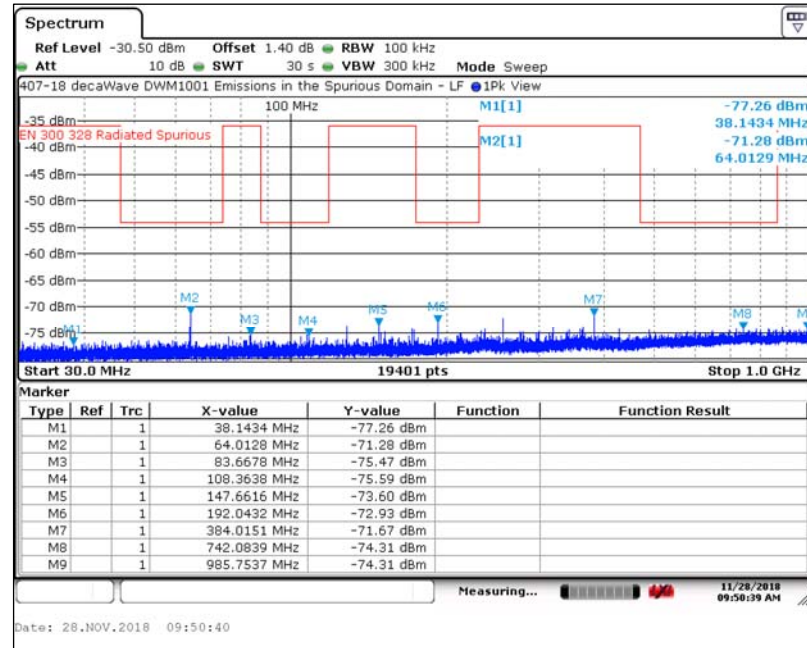 Spectrum
Ref Level -30.50 dBm Offset 1.40 dB RBW 100 kHz
Att 10 dB SWT 30 s VBW 300 kHz Mode Sweep
407-18 decaWave DWM1001 Emissions in the Spurious Domain - LF 1Pk View
100 MHz M1[1] -77.26 dBm
38.1434 MHz
M2[1] -71.28 dBm
64.0129 MHz
-35 dBm
EN 300 328 Radiated Spurious
-40 dBm
-45 dBm
-50 dBm
-55 dBm
-60 dBm
-65 dBm
-70 dBm
-75 dBm
M1 M2 M3 M4 M5 M6 M7 M8
Start 30.0 MHz 19401 pts Stop 1.0 GHz
Marker
Type Ref Trc X-value Y-value Function Function Result
M1 1 38.1434 MHz -77.26 dBm
M2 1 64.0128 MHz -71.28 dBm
M3 1 83.6678 MHz -75.47 dBm
M4 1 108.3638 MHz -75.59 dBm
M5 1 147.6616 MHz -73.60 dBm
M6 1 192.0432 MHz -72.93 dBm
M7 1 384.0151 MHz -71.67 dBm
M8 1 742.0839 MHz -74.31 dBm
M9 1 985.7537 MHz -74.31 dBm
Measuring... 11/28/2018
09:50:39 AM
Date: 28.NOV.2018 09:50:40